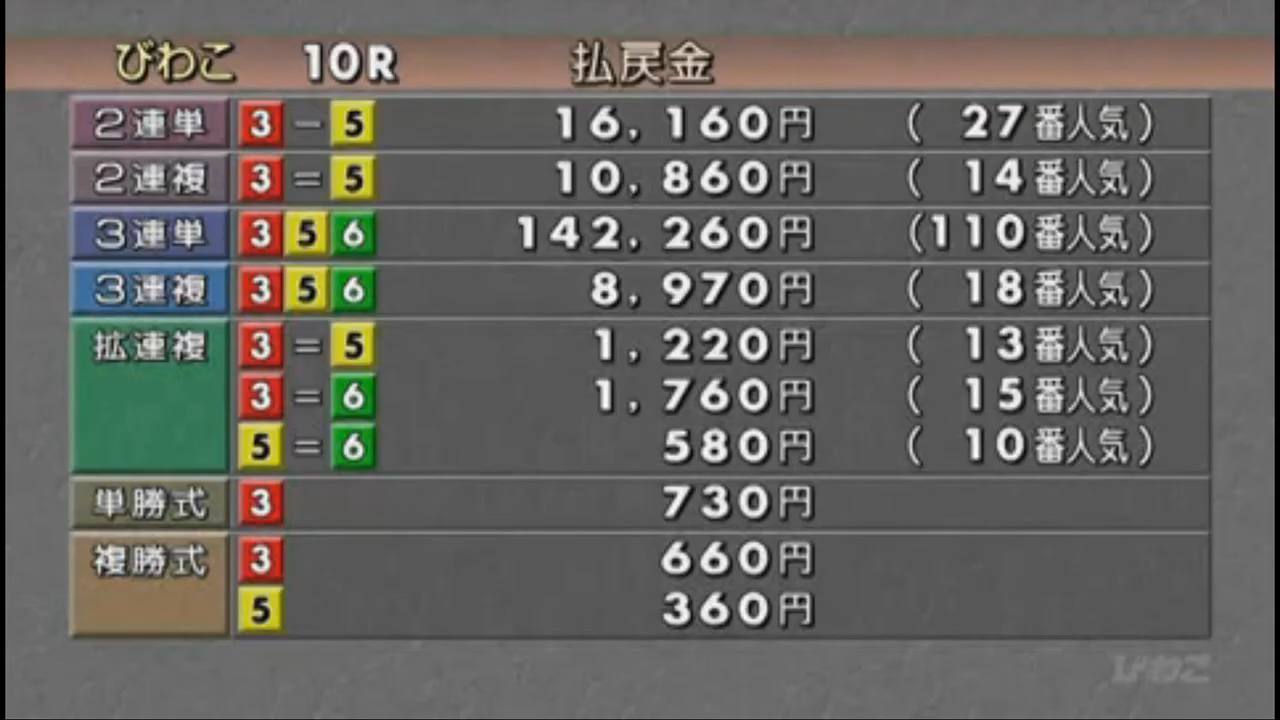 びわこ 10R 払戻金
2連単 3-5 16,160円 ( 27番人気)
2連複 3=5 10,860円 ( 14番人気)
3連単 3 5 6 142,260円 (110番人気)
3連複 3 5 6 8,970円 ( 18番人気)
拡連複 3=5 1,220円 ( 13番人気)
3=6 1,760円 ( 15番人気)
5=6 580円 ( 10番人気)
単勝式 3 730円
複勝式 3 660円
5 360円
びわこ